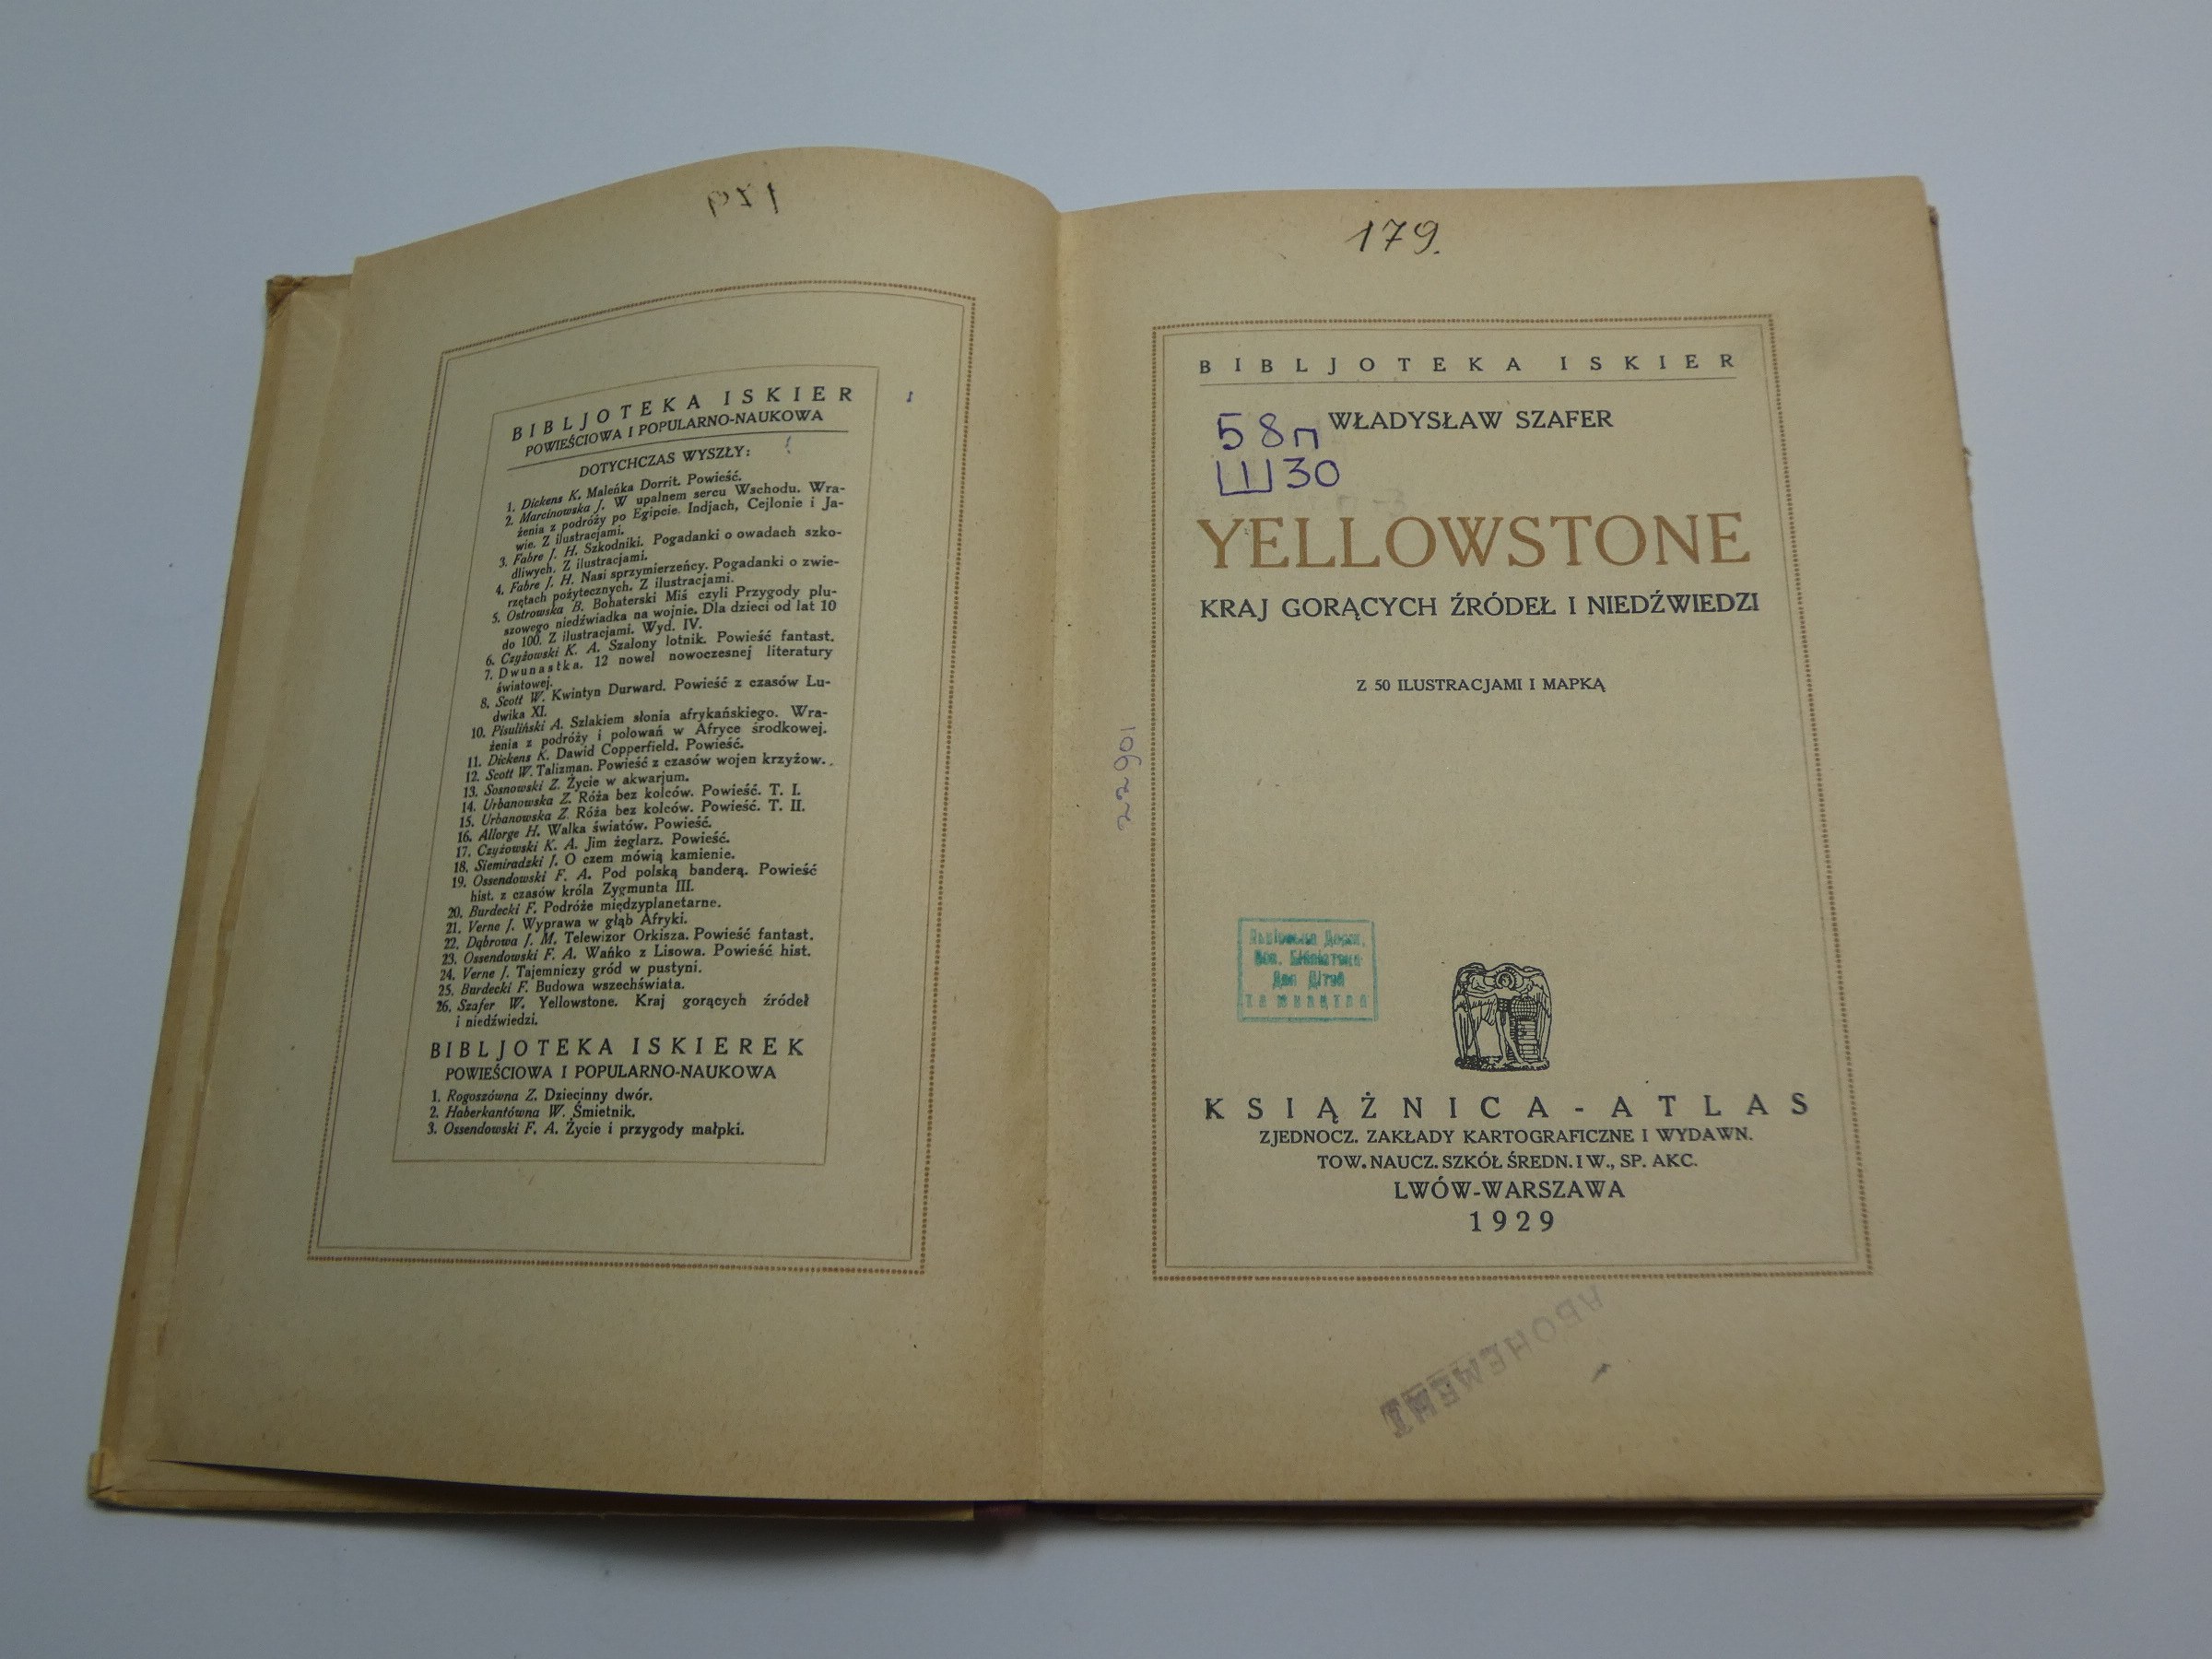 179
BIBLJOTEKA ISKIER
POWIEŚCIOWA I POPULARNO-NAUKOWA
DOTYCHCZAS WYSZŁY:
1. Dickens K. Maleńka Dorrit. Powieść.
2. Marcinowska J. W upalnem sercu Wschodu. Wra-
żenia z podróży po Egipcie. Indjach, Cejlonie i Ja-
wie. Z ilustracjami.
3. Fabre J. H. Szkodniki. Pogadanki o owadach szko-
dliwych. Z ilustracjami.
4. Fabre J. H. Nasi sprzymierzeńcy. Pogadanki o zwie-
rzętach pożytecznych. Z ilustracjami.
5. Ostrowska B. Bohaterski Miś czyli Przygody plu-
szowego niedźwiadka na wojnie. Dla dzieci od lat 10
do 100. Z ilustracjami. Wyd. IV.
6. Czyżowski K. A. Szalony lotnik. Powieść fantast.
7. Dwunastka. 12 nowel nowoczesnej literatury
światowej.
8. Scott W. Kwintyn Durward. Powieść z czasów Lu-
dwika XI.
10. Pisuliński A. Szlakiem słonia afrykańskiego. Wra-
żenia z podróży i polowań w Afryce środkowej.
11. Dickens K. Dawid Copperfield. Powieść.
12. Scott W. Talizman. Powieść z czasów wojen krzyżow.
13. Sosnowski Z. Życie w akwarjum.
14. Urbanowska Z. Róża bez kolców. Powieść. T. I.
15. Urbanowska Z. Róża bez kolców. Powieść. T. II.
16. Allorge H. Walka światów. Powieść.
17. Czyżowski K. A. Jim żeglarz. Powieść.
18. Siemiradzki J. O czem mówią kamienie.
19. Ossendowski F. A. Pod polską banderą. Powieść
hist. z czasów króla Zygmunta III.
20. Burdecki F. Podróże międzyplanetarne.
21. Verne J. Wyprawa w głąb Afryki.
22. Dąbrowa J. M. Telewizor Orkisza. Powieść fantast.
23. Ossendowski F. A. Wańko z Lisowa. Powieść hist.
24. Verne J. Tajemniczy gród w pustyni.
25. Burdecki F. Budowa wszechświata.
26. Szafer W. Yellowstone. Kraj gorących źródeł
i niedźwiedzi.
BIBLJOTEKA ISKIEREK
POWIEŚCIOWA I POPULARNO-NAUKOWA
1. Rogoszówna Z. Dziecinny dwór.
2. Haberkantówna W. Śmietnik.
3. Ossendowski F. A. Życie i przygody małpki.
179.
BIBLJOTEKA ISKIER
WŁADYSŁAW SZAFER
58п
Ш30
YELLOWSTONE
KRAJ GORĄCYCH ŹRÓDEŁ I NIEDŹWIEDZI
Z 50 ILUSTRACJAMI I MAPKĄ
22901
KSIĄŻNICA-ATLAS
ZJEDNOCZ. ZAKŁADY KARTOGRAFICZNE I WYDAWN.
TOW. NAUCZ. SZKÓŁ ŚREDN. I W., SP. AKC.
LWÓW-WARSZAWA
1929
АБОНЕМЕНТ